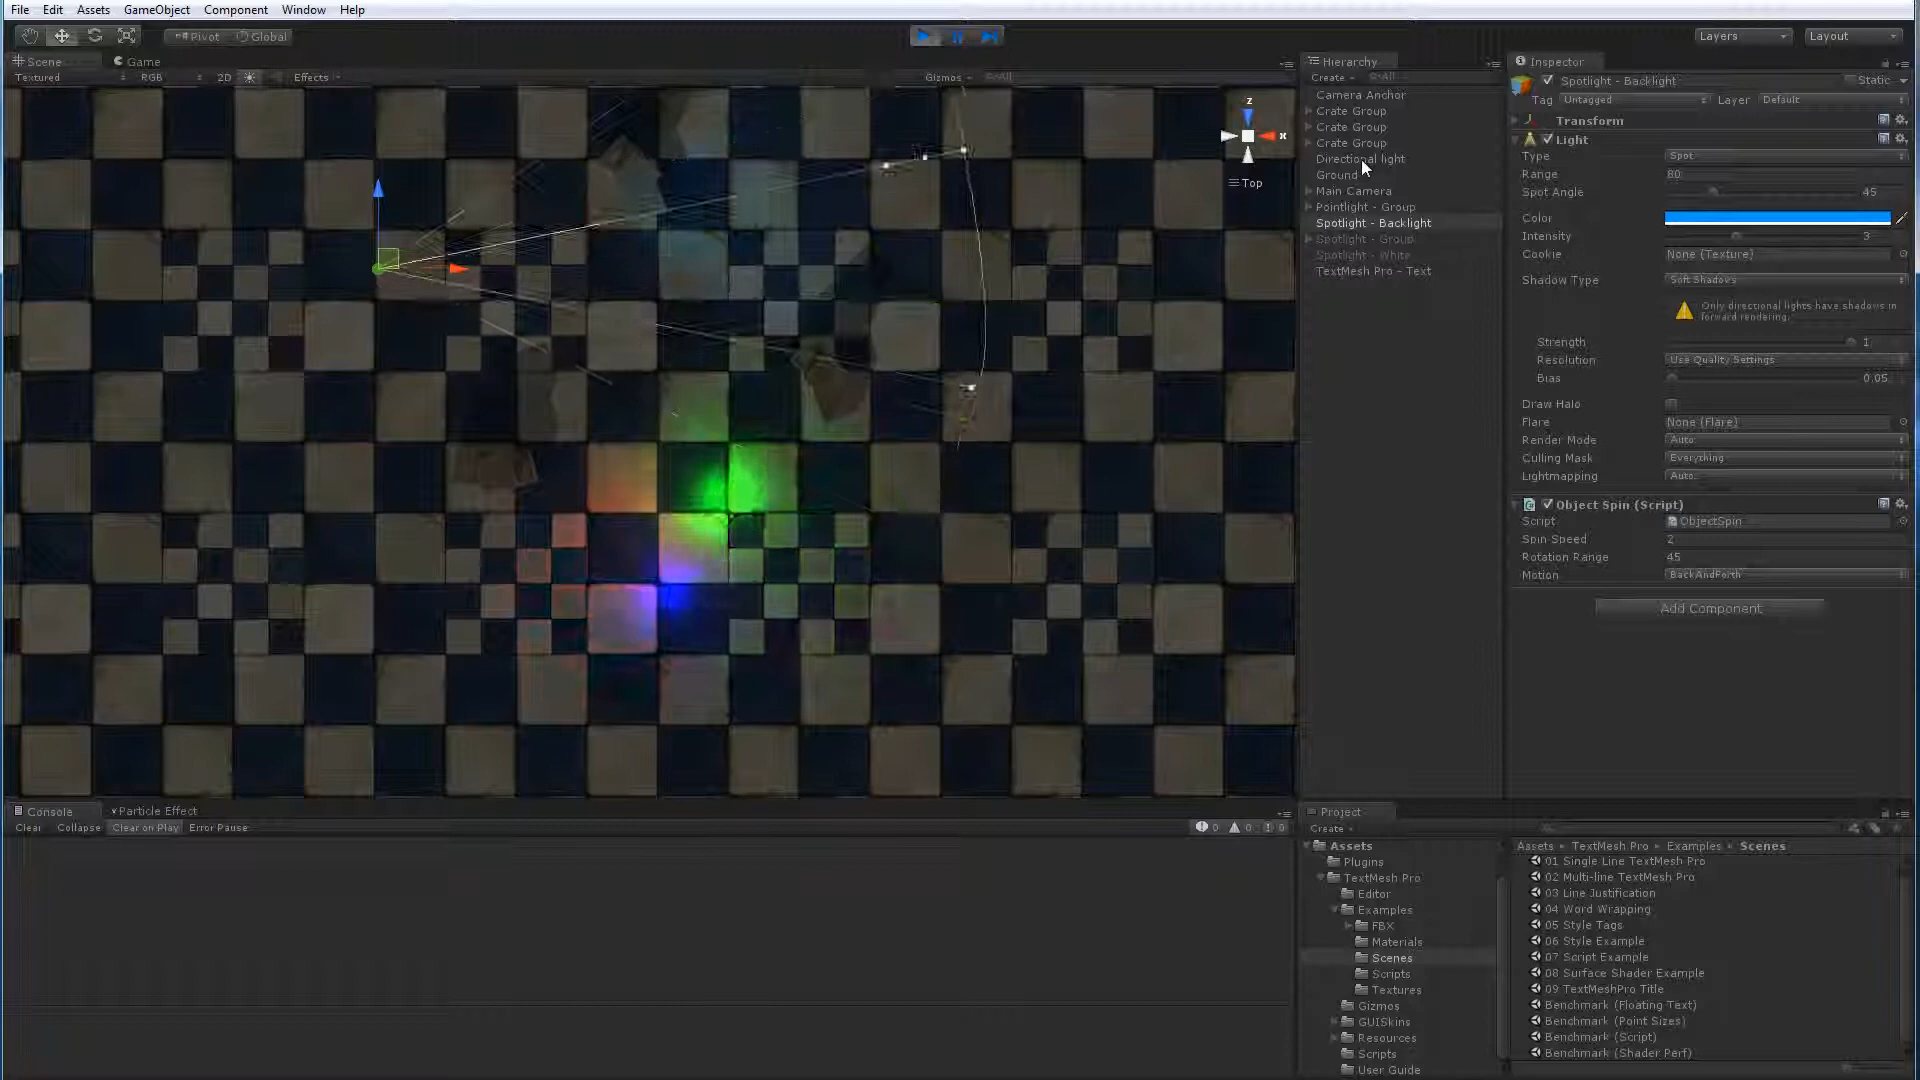 File Edit Assets GameObject Component Window Help
Pivot Global Layers Layout
Scene Game
Textured RGB 2D Effects Gizmos All
z
x
Top
Hierarchy
Create All
Camera Anchor
Crate Group
Crate Group
Crate Group
Directional light
Ground
Main Camera
Pointlight - Group
Spotlight - Backlight
Spotlight - Group
Spotlight - White
TextMesh Pro - Text
Inspector
Spotlight - Backlight Static
Tag Untagged Layer Default
Transform
Light
Type Spot
Range 80
Spot Angle 45
Color
Intensity 3
Cookie None (Texture)
Shadow Type Soft Shadows
Only directional lights have shadows in
forward rendering.
Strength 1
Resolution Use Quality Settings
Bias 0.05
Draw Halo
Flare None (Flare)
Render Mode Auto
Culling Mask Everything
Lightmapping Auto
Object Spin (Script)
Script ObjectSpin
Spin Speed 2
Rotation Range 45
Motion BackAndForth
Add Component
Console Particle Effect
Clear Collapse Clear on Play Error Pause 0 0 0
Project
Create
Assets
Plugins
TextMesh Pro
Editor
Examples
FBX
Materials
Scenes
Scripts
Textures
Gizmos
GUISkins
Resources
Scripts
User Guide
Assets TextMesh Pro Examples Scenes
01 Single Line TextMesh Pro
02 Multi-line TextMesh Pro
03 Line Justification
04 Word Wrapping
05 Style Tags
06 Style Example
07 Script Example
08 Surface Shader Example
09 TextMeshPro Title
Benchmark (Floating Text)
Benchmark (Point Sizes)
Benchmark (Script)
Benchmark (Shader Perf)